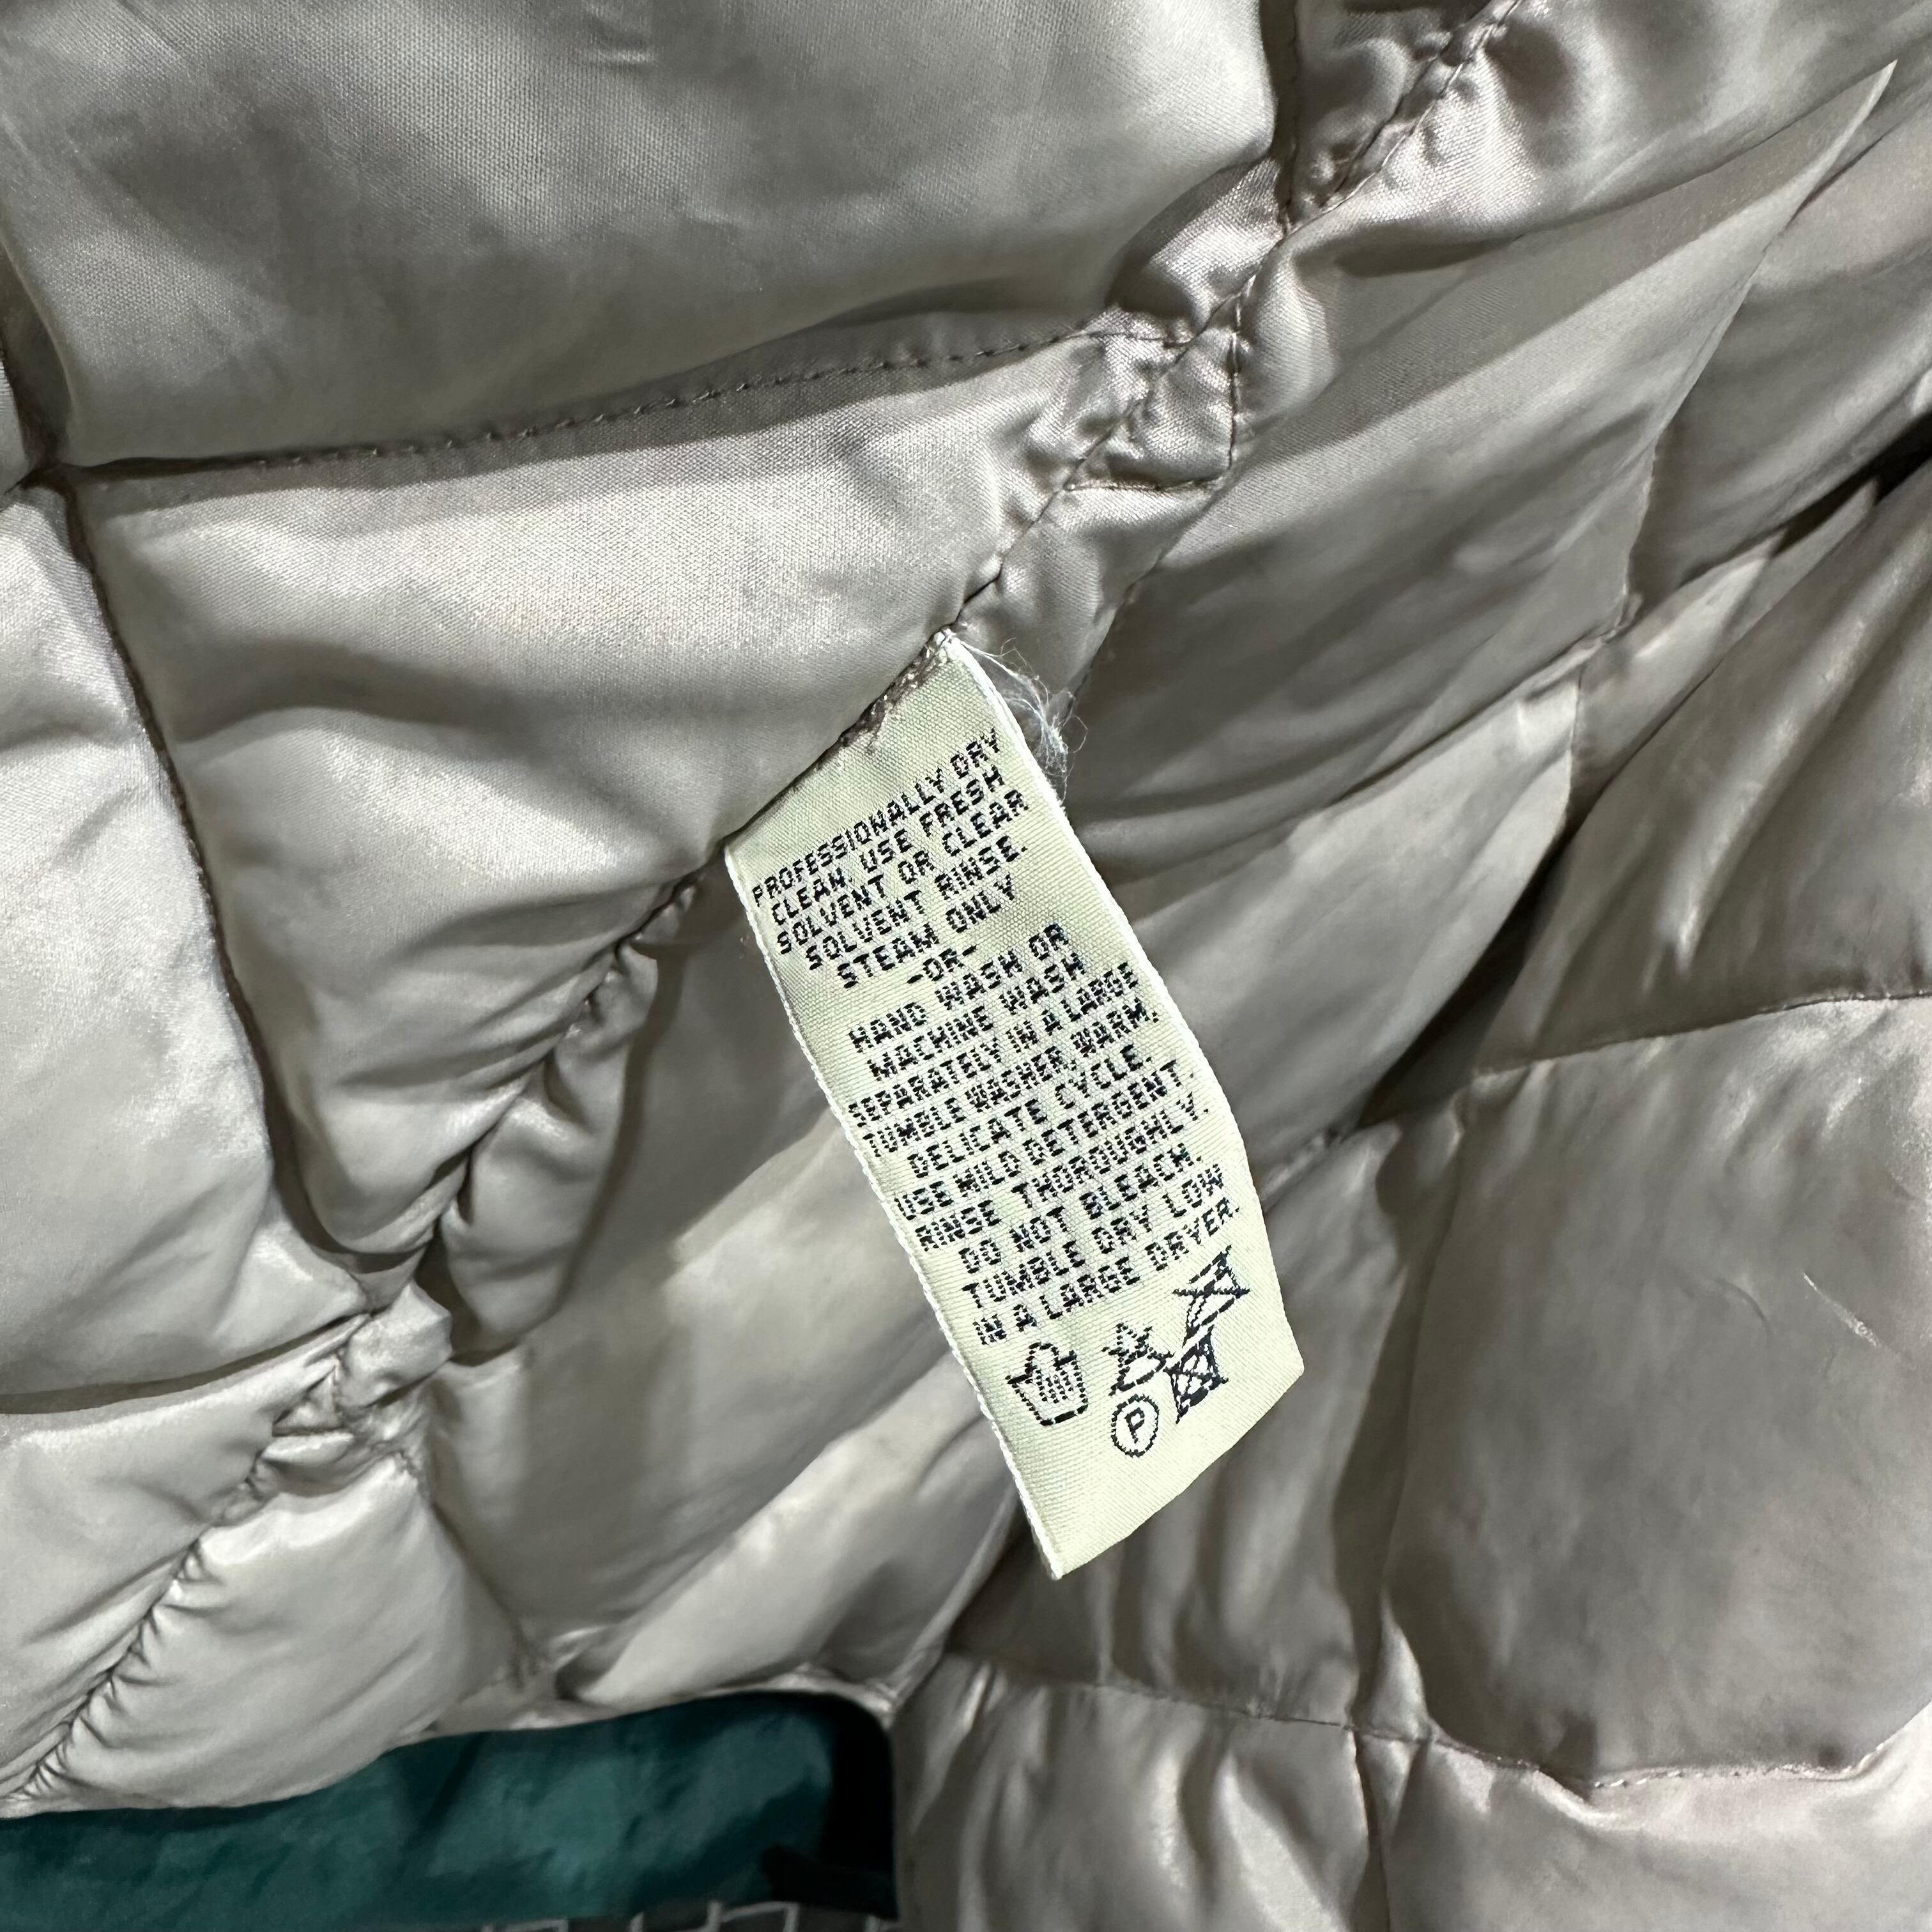 PROFESSIONALLY DRY
CLEAN. USE FRESH
SOLVENT OR CLEAR
SOLVENT RINSE.
STEAM ONLY
-OR-
HAND WASH OR
MACHINE WASH
SEPARATELY IN A LARGE
TUMBLE WASHER, WARM,
DELICATE CYCLE.
USE MILD DETERGENT.
RINSE THOROUGHLY.
DO NOT BLEACH.
TUMBLE DRY LOW
IN A LARGE DRYER.
P